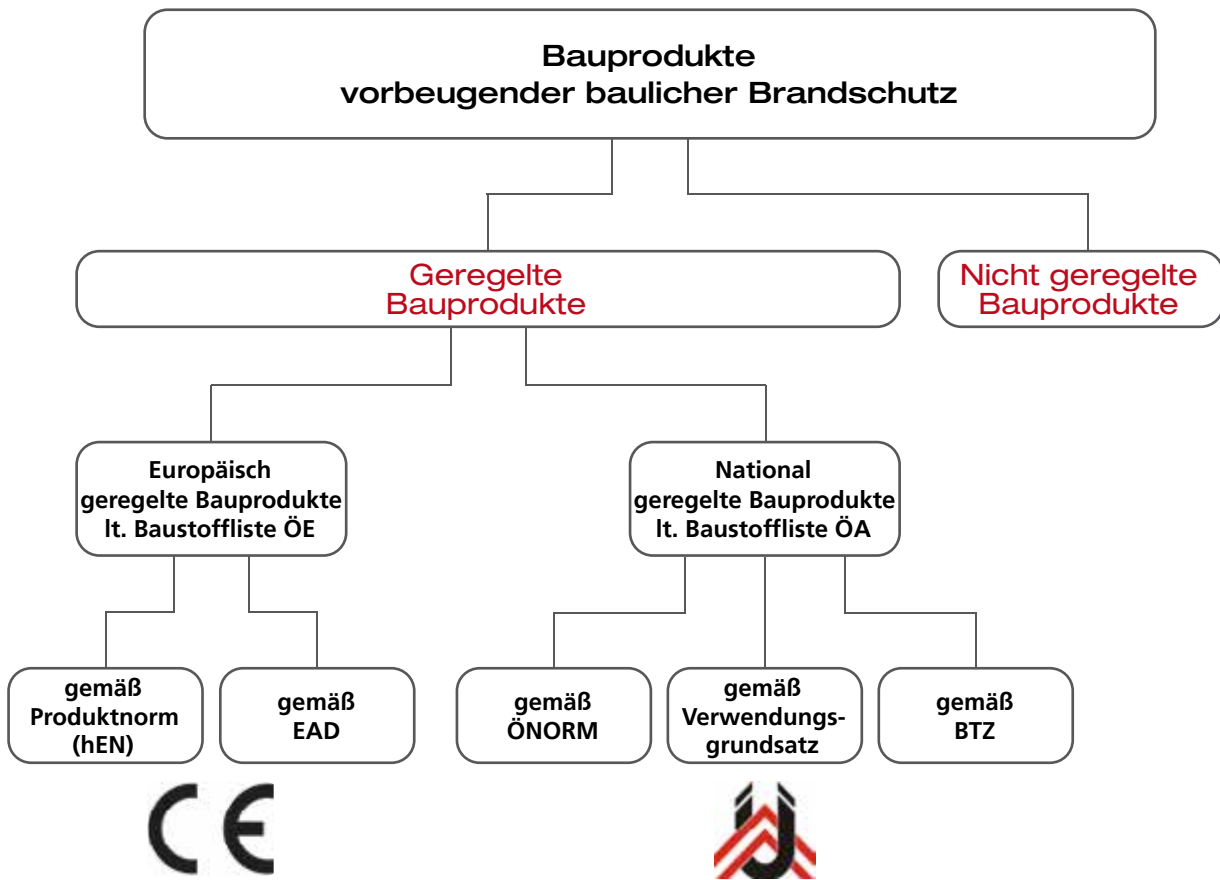 Bauprodukte
vorbeugender baulicher Brandschutz
Geregelte
Bauprodukte
Nicht geregelte
Bauprodukte
Europäisch
geregelte Bauprodukte
lt. Baustoffliste ÖE
National
geregelte Bauprodukte
lt. Baustoffliste ÖA
gemäß
Produktnorm
(hEN)
gemäß
EAD
gemäß
ÖNORM
gemäß
Verwendungs-
grundsatz
gemäß
BTZ
CE
ÜA